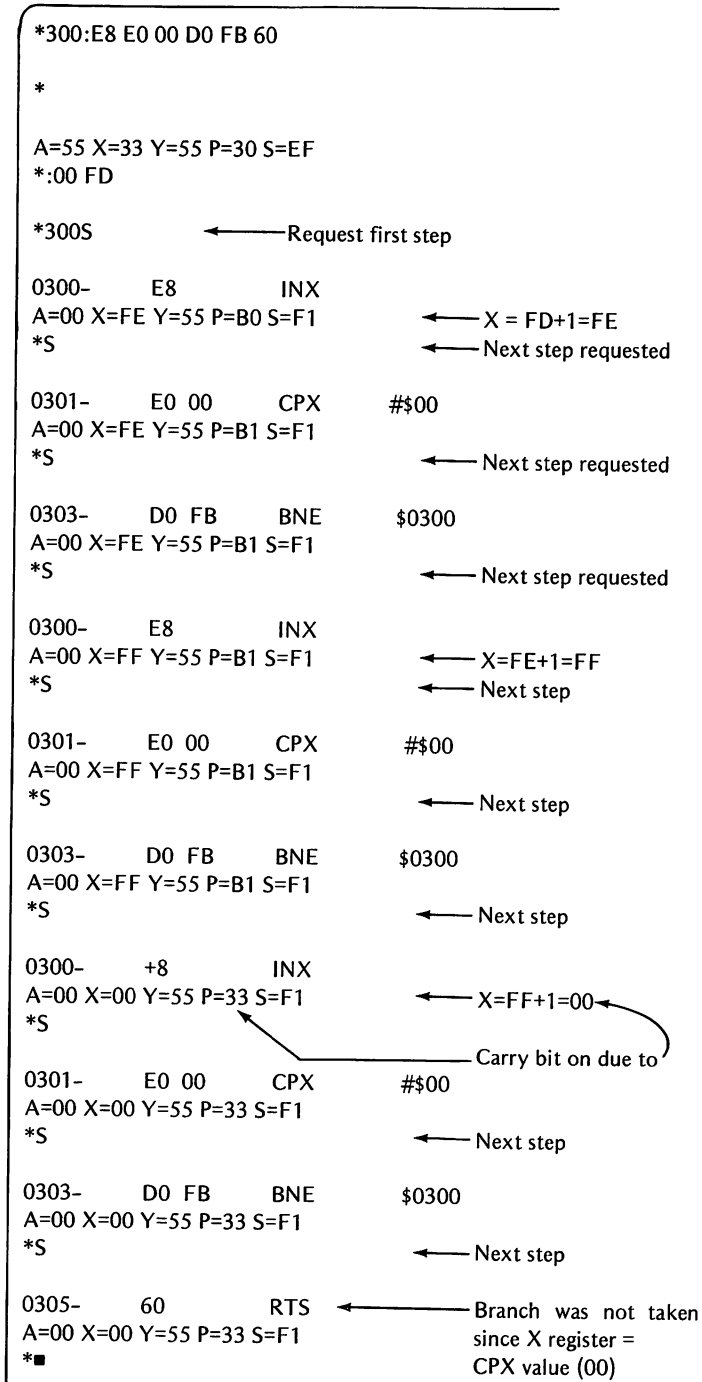 *300:E8 E0 00 D0 FB 60
*
A=55 X=33 Y=55 P=30 S=EF
*:00 FD
*300S Request first step
0300- E8 INX
A=00 X=FE Y=55 P=B0 S=F1 X = FD+1=FE
*S Next step requested
0301- E0 00 CPX #$00
A=00 X=FE Y=55 P=B1 S=F1
*S Next step requested
0303- D0 FB BNE $0300
A=00 X=FE Y=55 P=B1 S=F1
*S Next step requested
0300- E8 INX
A=00 X=FF Y=55 P=B1 S=F1 X=FE+1=FF
*S Next step
0301- E0 00 CPX #$00
A=00 X=FF Y=55 P=B1 S=F1
*S Next step
0303- D0 FB BNE $0300
A=00 X=FF Y=55 P=B1 S=F1
*S Next step
0300- +8 INX
A=00 X=00 Y=55 P=33 S=F1 X=FF+1=00
*S
Carry bit on due to
0301- E0 00 CPX #$00
A=00 X=00 Y=55 P=33 S=F1
*S Next step
0303- D0 FB BNE $0300
A=00 X=00 Y=55 P=33 S=F1
*S Next step
0305- 60 RTS Branch was not taken
A=00 X=00 Y=55 P=33 S=F1 since X register =
*■ CPX value (00)